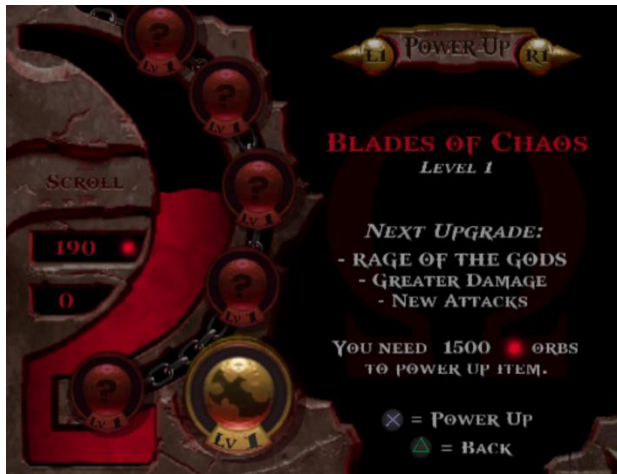 L1 POWER UP R1
BLADES OF CHAOS
LEVEL 1
NEXT UPGRADE:
- RAGE OF THE GODS
- GREATER DAMAGE
- NEW ATTACKS
YOU NEED 1500 ORBS
TO POWER UP ITEM.
= POWER UP
= BACK
?
LV 1
?
LV 1
?
LV 1
SCROLL
190
0
?
LV 1
?
LV 1
LV 1